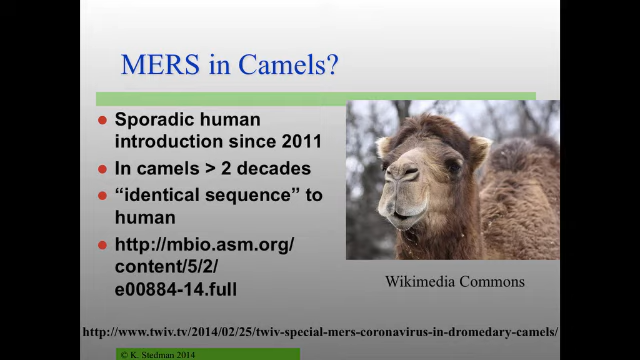 MERS in Camels?
Sporadic human
introduction since 2011
In camels > 2 decades
“identical sequence” to
human
http://mbio.asm.org/
content/5/2/
e00884-14.full
Wikimedia Commons
http://www.twiv.tv/2014/02/25/twiv-special-mers-coronavirus-in-dromedary-camels/
© K. Stedman 2014